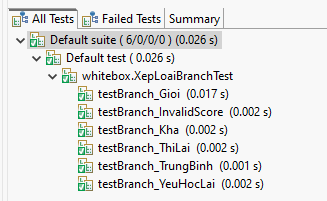 All Tests Failed Tests Summary
Default suite ( 6/0/0/0 ) (0.026 s)
Default test ( 0.026 s)
whitebox.XepLoaiBranchTest
testBranch_Gioi (0.017 s)
testBranch_InvalidScore (0.002 s)
testBranch_Kha (0.002 s)
testBranch_ThiLai (0.002 s)
testBranch_TrungBinh (0.001 s)
testBranch_YeuHocLai (0.002 s)